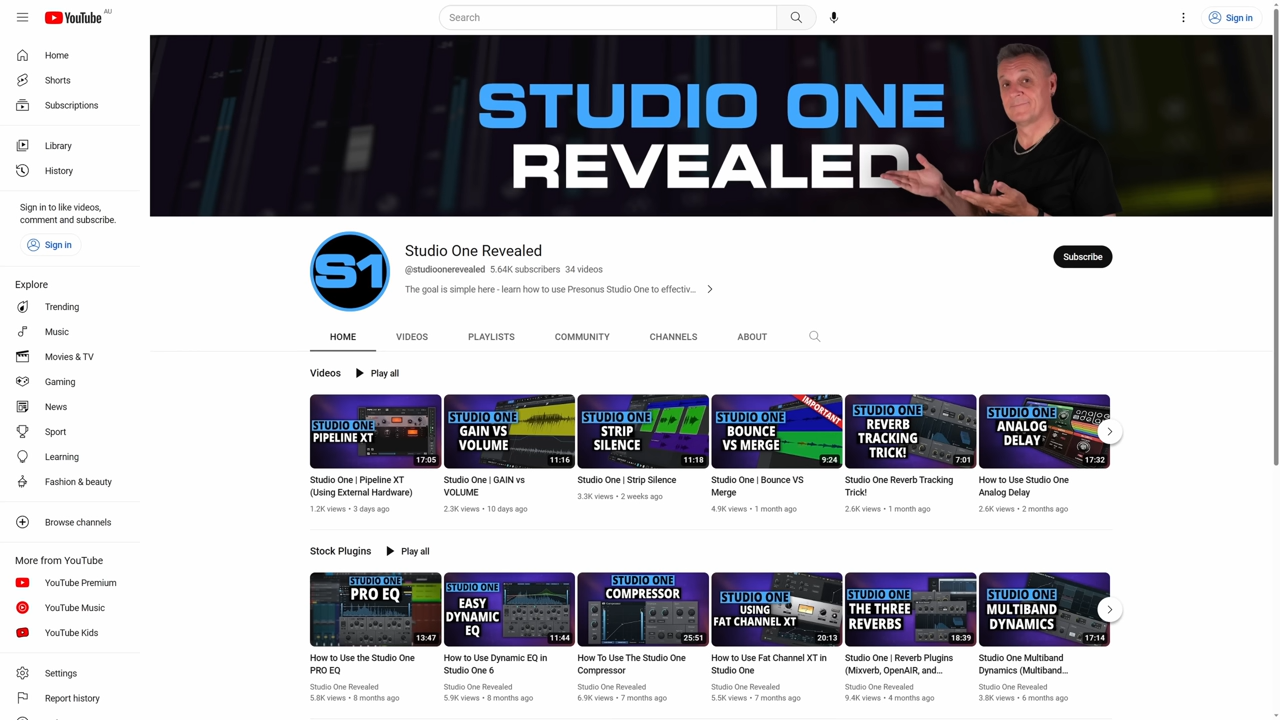 YouTube AU
Search
Sign in
Home
Shorts
Subscriptions
Library
History
Sign in to like videos,
comment and subscribe.
Sign in
Explore
Trending
Music
Movies & TV
Gaming
News
Sport
Learning
Fashion & beauty
Browse channels
More from YouTube
YouTube Premium
YouTube Music
YouTube Kids
Settings
Report history
STUDIO ONE
REVEALED
S1
Studio One Revealed
@studioonerevealed 5.64K subscribers 34 videos
The goal is simple here - learn how to use Presonus Studio One to effectiv...
Subscribe
HOME VIDEOS PLAYLISTS COMMUNITY CHANNELS ABOUT
Videos Play all
STUDIO ONE
PIPELINE XT
17:05
Studio One | Pipeline XT
(Using External Hardware)
1.2K views • 3 days ago
STUDIO ONE
GAIN VS
VOLUME
11:16
Studio One | GAIN vs
VOLUME
2.3K views • 10 days ago
STUDIO ONE
STRIP
SILENCE
11:18
Studio One | Strip Silence
3.3K views • 2 weeks ago
IMPORTANT
STUDIO ONE
BOUNCE
VS MERGE
9:24
Studio One | Bounce VS
Merge
4.9K views • 1 month ago
STUDIO ONE
REVERB
TRACKING
TRICK!
7:01
Studio One Reverb Tracking
Trick!
2.6K views • 1 month ago
STUDIO ONE
ANALOG
DELAY
17:32
How to Use Studio One
Analog Delay
2.6K views • 2 months ago
Stock Plugins Play all
STUDIO ONE
PRO EQ
13:47
How to Use the Studio One
PRO EQ
Studio One Revealed
5.8K views • 8 months ago
STUDIO ONE
EASY
DYNAMIC
EQ
11:44
How to Use Dynamic EQ in
Studio One 6
Studio One Revealed
5.9K views • 8 months ago
STUDIO ONE
COMPRESSOR
25:51
How To Use The Studio One
Compressor
Studio One Revealed
6.9K views • 7 months ago
STUDIO ONE
USING
FAT CHANNEL XT
20:13
How to Use Fat Channel XT in
Studio One
Studio One Revealed
5.5K views • 7 months ago
STUDIO ONE
THE THREE
REVERBS
18:39
Studio One | Reverb Plugins
(Mixverb, OpenAIR, and...
Studio One Revealed
9.4K views • 4 months ago
STUDIO ONE
MULTIBAND
DYNAMICS
17:14
Studio One Multiband
Dynamics (Multiband...
Studio One Revealed
3.8K views • 6 months ago